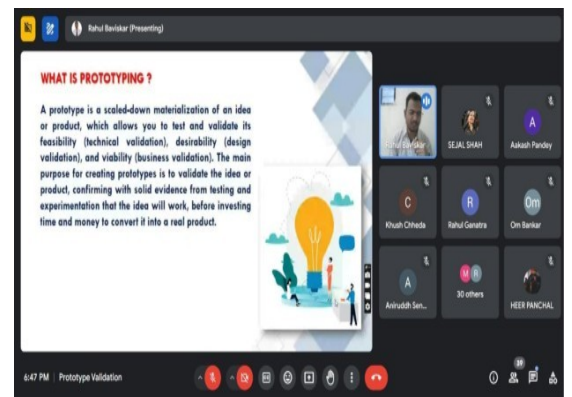 Rahul Baviskar (Presenting)
WHAT IS PROTOTYPING ?
A prototype is a scaled-down materialization of an idea
or product, which allows you to test and validate its
feasibility (technical validation), desirability (design
validation), and viability (business validation). The main
purpose for creating prototypes is to validate the idea or
product, confirming with solid evidence from testing and
experimentation that the idea will work, before investing
time and money to convert it into a real product.
Rahul Baviskar
SEJAL SHAH
A
Aakash Pandey
C
Khush Chheda
R
Rahul Ganatra
Om
Om Bankar
A
Aniruddh Sen...
M R
30 others
HEER PANCHAL
6:47 PM | Prototype Validation
39